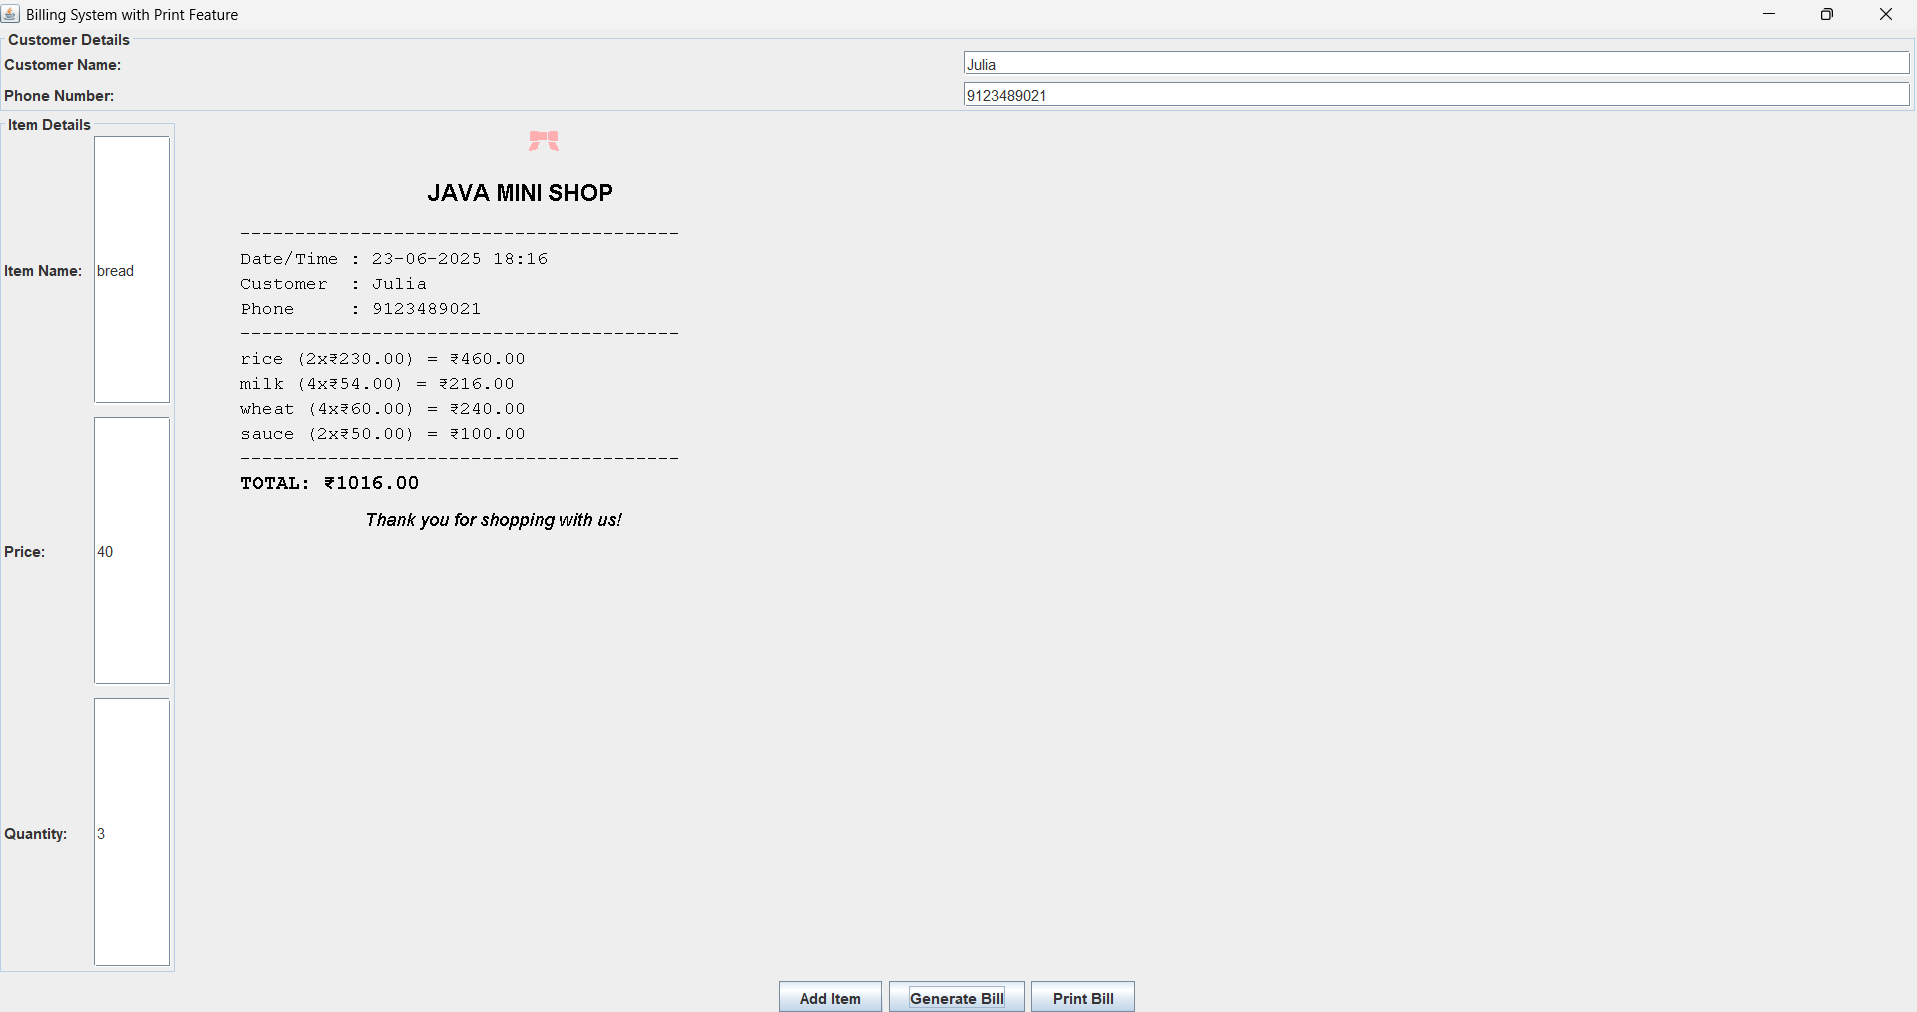 Billing System with Print Feature
Customer Details
Customer Name: Julia
Phone Number: 9123489021
Item Details
Item Name: bread
Price: 40
Quantity: 3
JAVA MINI SHOP
----------------------------------------
Date/Time : 23-06-2025 18:16
Customer  : Julia
Phone     : 9123489021
----------------------------------------
rice (2x₹230.00) = ₹460.00
milk (4x₹54.00) = ₹216.00
wheat (4x₹60.00) = ₹240.00
sauce (2x₹50.00) = ₹100.00
----------------------------------------
TOTAL: ₹1016.00
Thank you for shopping with us!
Add Item Generate Bill Print Bill